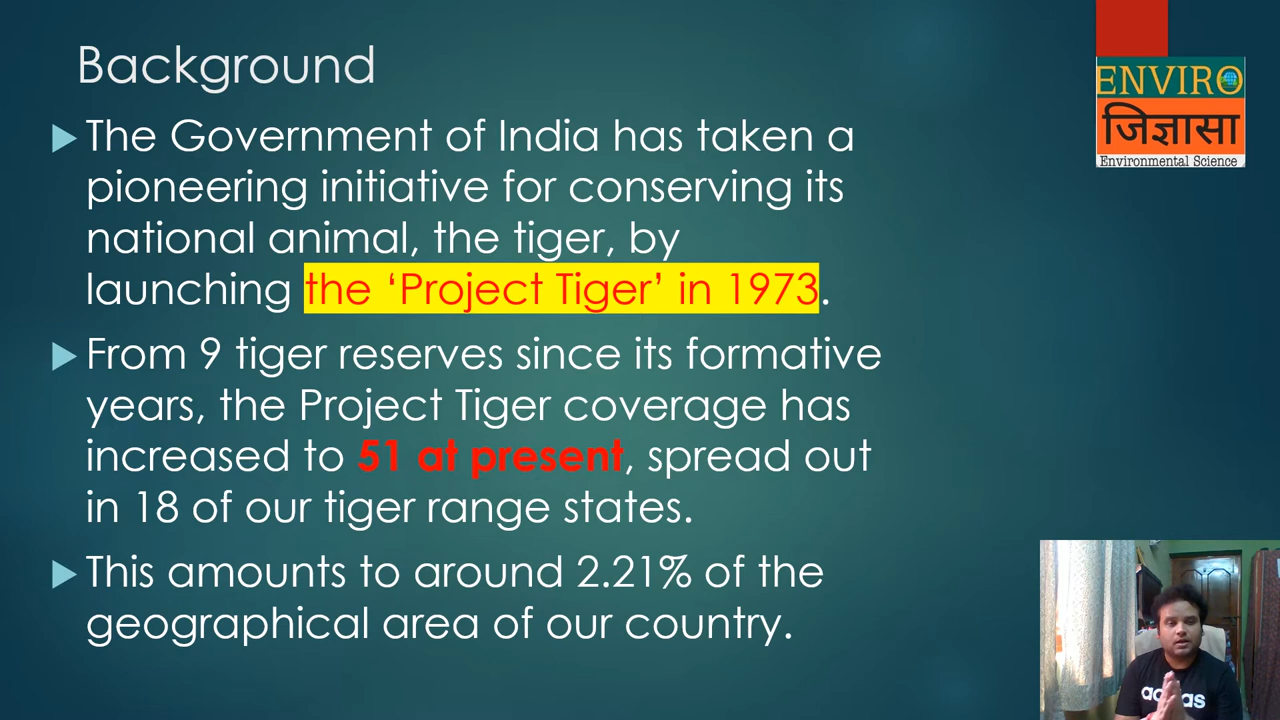 Background
The Government of India has taken a
pioneering initiative for conserving its
national animal, the tiger, by
launching the ‘Project Tiger’ in 1973.
From 9 tiger reserves since its formative
years, the Project Tiger coverage has
increased to 51 at present, spread out
in 18 of our tiger range states.
This amounts to around 2.21% of the
geographical area of our country.
ENVIRO
जिज्ञासा
Environmental Science
adidas